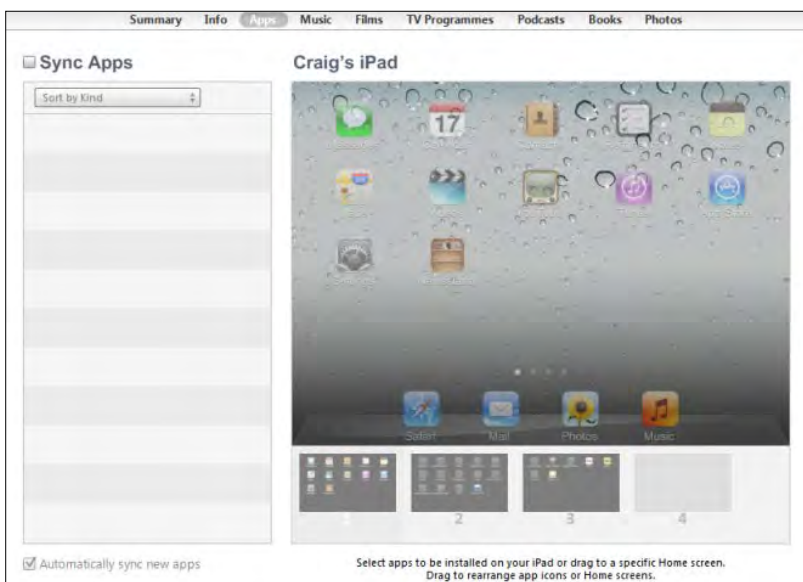 Summary Info Apps Music Films TV Programmes Podcasts Books Photos
Sync Apps
Craig's iPad
Sort by Kind
17
Safari Mail Photos Music
1 2 3 4
Automatically sync new apps
Select apps to be installed on your iPad or drag to a specific Home screen.
Drag to rearrange app icons or Home screens.